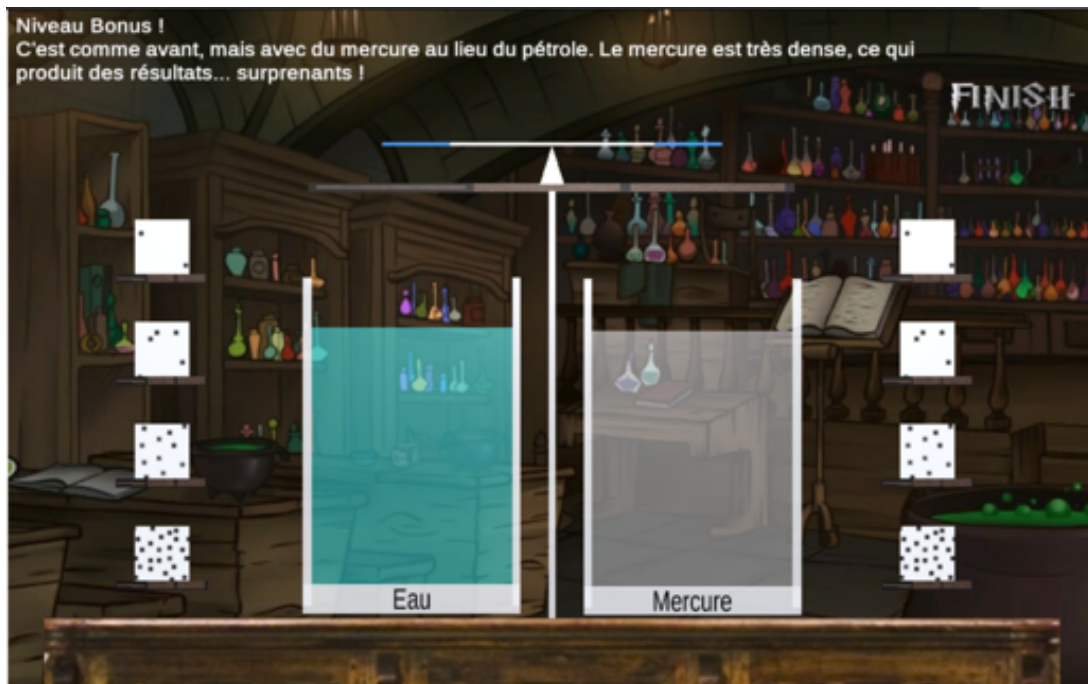 Niveau Bonus !
C'est comme avant, mais avec du mercure au lieu du pétrole. Le mercure est très dense, ce qui
produit des résultats... surprenants !
FINISH
Eau
Mercure